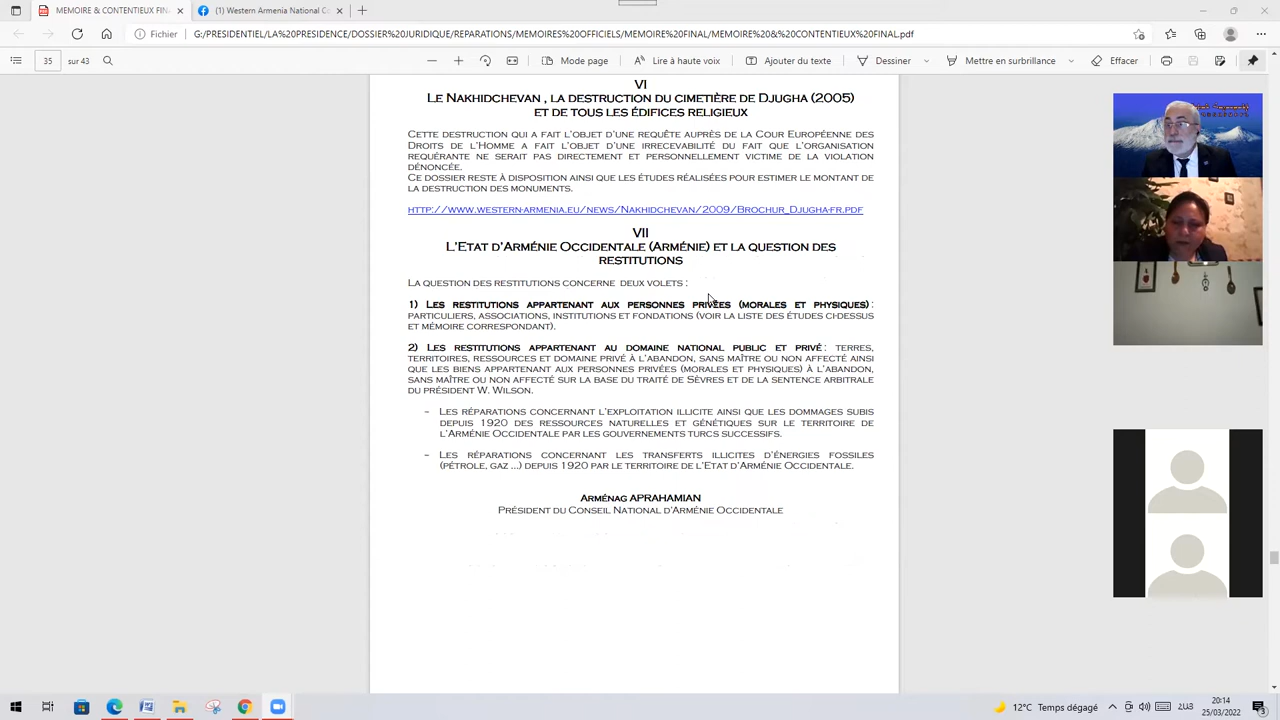 MEMOIRE & CONTENTIEUX FINAL
(1) Western Armenia National Co
Fichier
G:/PRESIDENTIEL/LA%20PRESIDENCE/DOSSIER%20JURIDIQUE/REPARATIONS/MEMOIRES%20OFFICIELS/MEMOIRE%20FINAL/MEMOIRE%20&%20CONTENTIEUX%20FINAL.pdf
35 sur 43
Mode page
Lire à haute voix
Ajouter du texte
Dessiner
Mettre en surbrillance
Effacer
VI
Le Nakhidchevan , la destruction du cimetière de Djugha (2005)
et de tous les édifices religieux
Cette destruction qui a fait l'objet d'une requête auprès de la Cour Européenne des
Droits de l'Homme a fait l'objet d'une irrecevabilité du fait que l'organisation
requérante ne serait pas directement et personnellement victime de la violation
dénoncée.
Ce dossier reste à disposition ainsi que les études réalisées pour estimer le montant de
la destruction des monuments.
http://www.western-armenia.eu/news/Nakhidchevan/2009/Brochur_Djugha-fr.pdf
VII
L'Etat d'Arménie Occidentale (Arménie) et la question des
restitutions
La question des restitutions concerne deux volets :
1) Les restitutions appartenant aux personnes privées (morales et physiques) :
particuliers, associations, institutions et fondations (voir la liste des études ci-dessus
et mémoire correspondant).
2) Les restitutions appartenant au domaine national public et privé : terres,
territoires, ressources et domaine privé à l'abandon, sans maître ou non affecté ainsi
que les biens appartenant aux personnes privées (morales et physiques) à l'abandon,
sans maître ou non affecté sur la base du traité de Sèvres et de la sentence arbitrale
du président W. Wilson.
- Les réparations concernant l'exploitation illicite ainsi que les dommages subis
depuis 1920 des ressources naturelles et génétiques sur le territoire de
l'Arménie Occidentale par les gouvernements turcs successifs.
- Les réparations concernant les transferts illicites d'énergies fossiles
(pétrole, gaz ...) depuis 1920 par le territoire de l'Etat d'Arménie Occidentale.
Arménag APRAHAMIAN
Président du Conseil National d'Arménie Occidentale
12°C Temps dégagé
ՀԱՅ
20:14
25/03/2022
3